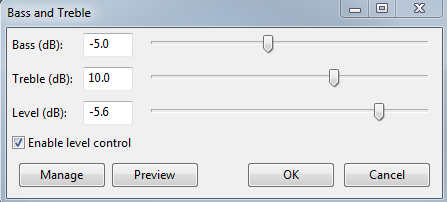 Bass and Treble
Bass (dB): -5.0
Treble (dB): 10.0
Level (dB): -5.6
Enable level control
Manage Preview OK Cancel